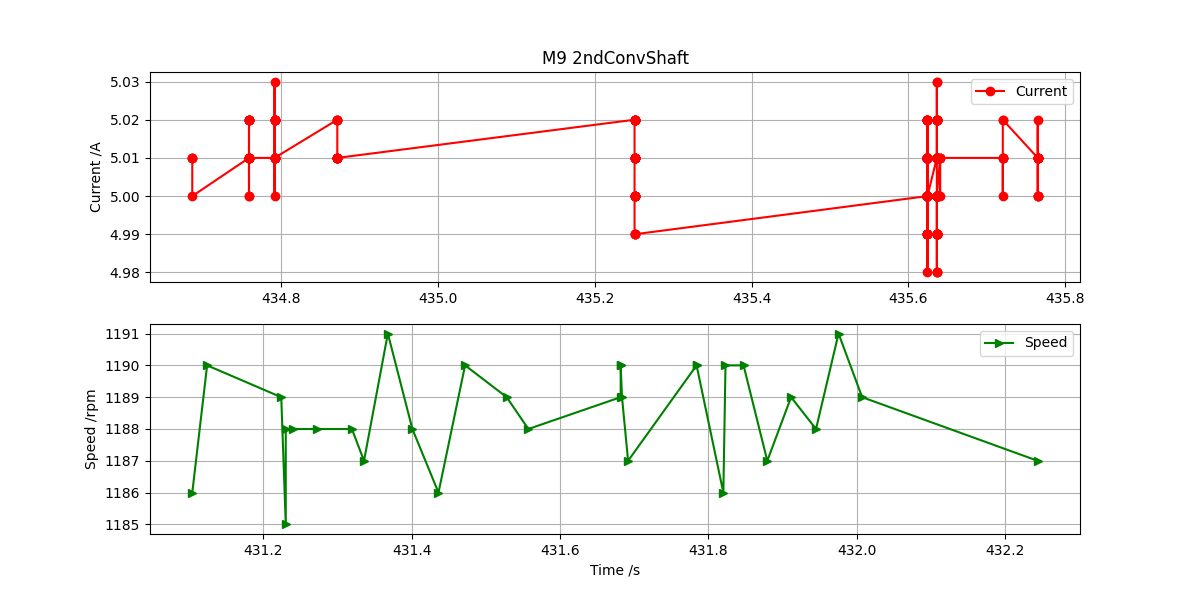 M9 2ndConvShaft
5.03
5.02
5.01
5.00
4.99
4.98
Current /A
Current
434.8 435.0 435.2 435.4 435.6 435.8
1191
1190
1189
1188
1187
1186
1185
Speed /rpm
Speed
431.2 431.4 431.6 431.8 432.0 432.2
Time /s